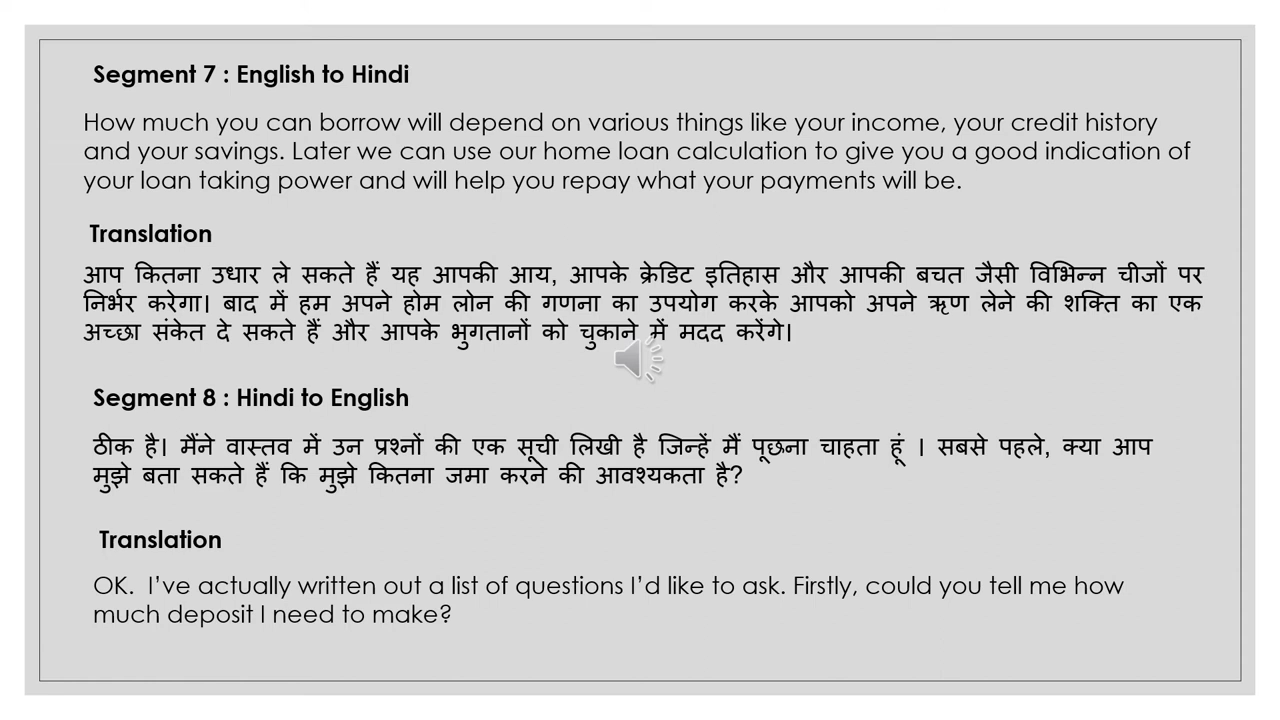 Segment 7 : English to Hindi
How much you can borrow will depend on various things like your income, your credit history
and your savings. Later we can use our home loan calculation to give you a good indication of
your loan taking power and will help you repay what your payments will be.
Translation
आप कितना उधार ले सकते हैं यह आपकी आय, आपके क्रेडिट इतिहास और आपकी बचत जैसी विभिन्न चीजों पर
निर्भर करेगा। बाद में हम अपने होम लोन की गणना का उपयोग करके आपको अपने ऋण लेने की शक्ति का एक
अच्छा संकेत दे सकते हैं और आपके भुगतानों को चुकाने में मदद करेंगे।
Segment 8 : Hindi to English
ठीक है। मैंने वास्तव में उन प्रश्नों की एक सूची लिखी है जिन्हें मैं पूछना चाहता हूं । सबसे पहले, क्या आप
मुझे बता सकते हैं कि मुझे कितना जमा करने की आवश्यकता है?
Translation
OK.  I’ve actually written out a list of questions I’d like to ask. Firstly, could you tell me how
much deposit I need to make?